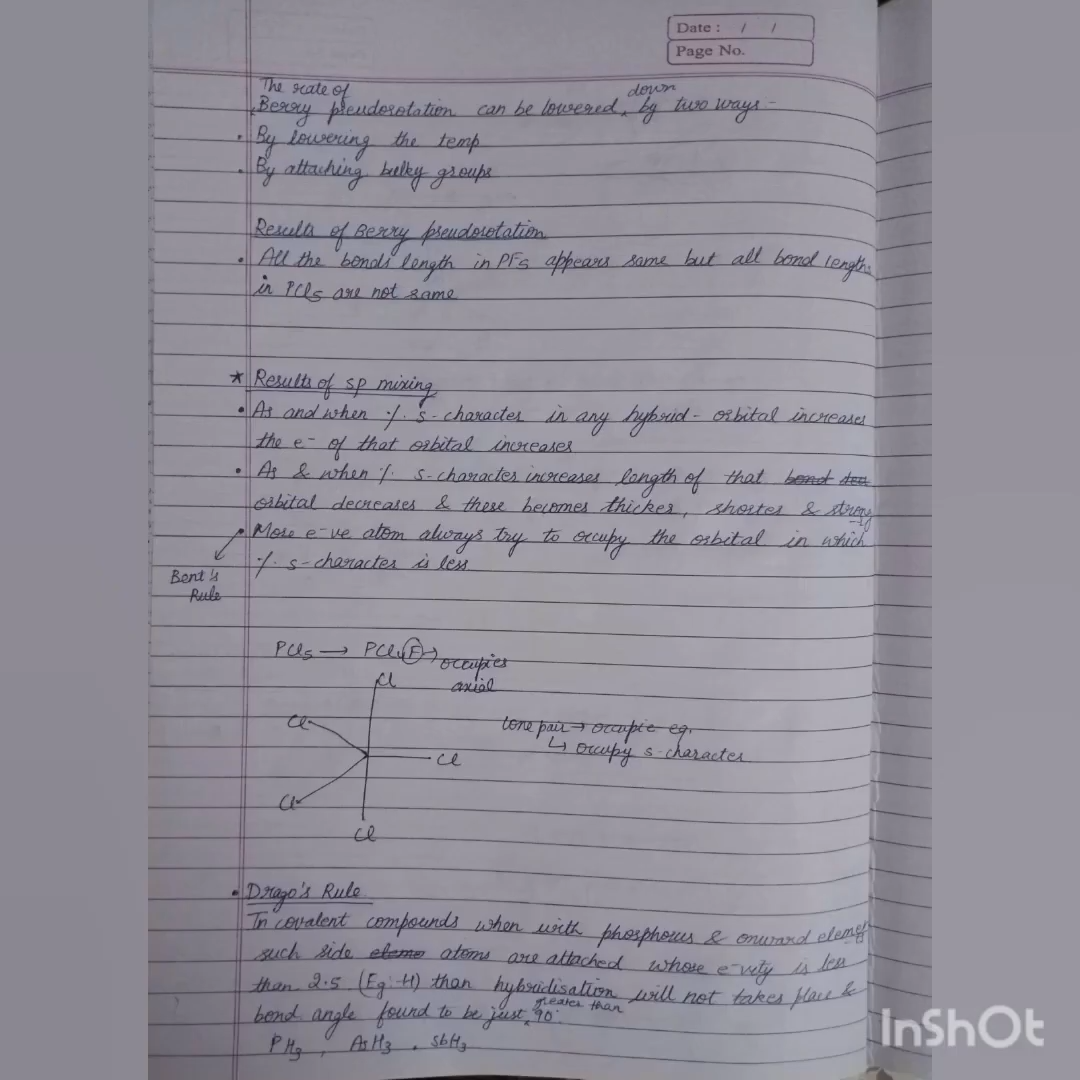 Date : / /
Page No.
The rate of
Berry pseudorotation can be lowered down by two ways -
• By lowering the temp
• By attaching bulky groups
Results of Berry pseudorotation
• All the bonds length in PF5 appears same but all bond lengths
in PCl5 are not same
* Results of sp mixing
• As and when % s-character in any hybrid-orbital increases
the e- of that orbital increases
• As & when % s-character increases length of that bond
orbital decreases & these becomes thicker, shorter & strong
• More e-ve atom always try to occupy the orbital in which
% s-character is less
Bent's
Rule
PCl5 → PCl4F → occupies
axial
Cl
Cl
lone pair → occupie eq.
↳ occupy s-character
Cl
Cl
Cl
• Drago's Rule
In covalent compounds when with phosphorus & onward element
such side eleme atoms are attached whose e-vity is less
than 2.5 (Eg:-H) than hybridisation will not takes place &
bond angle found to be just greater than 90°.
PH3, AsH3, SbH3
InShOt